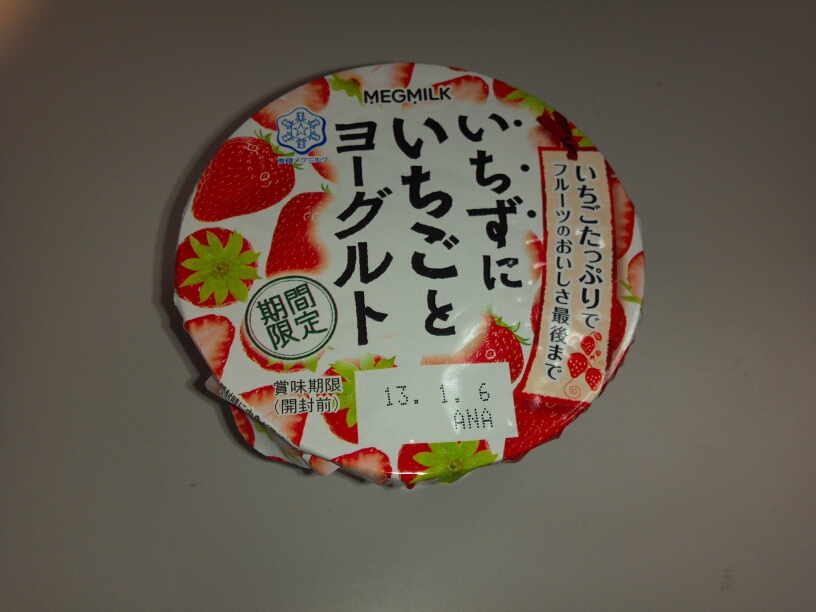 MEGMILK
雪印メグミルク
いちずに
いちごと
ヨーグルト
いちごたっぷりで
フルーツのおいしさ最後まで
期間
限定
賞味期限
(開封前)
13. 1. 6
AMA